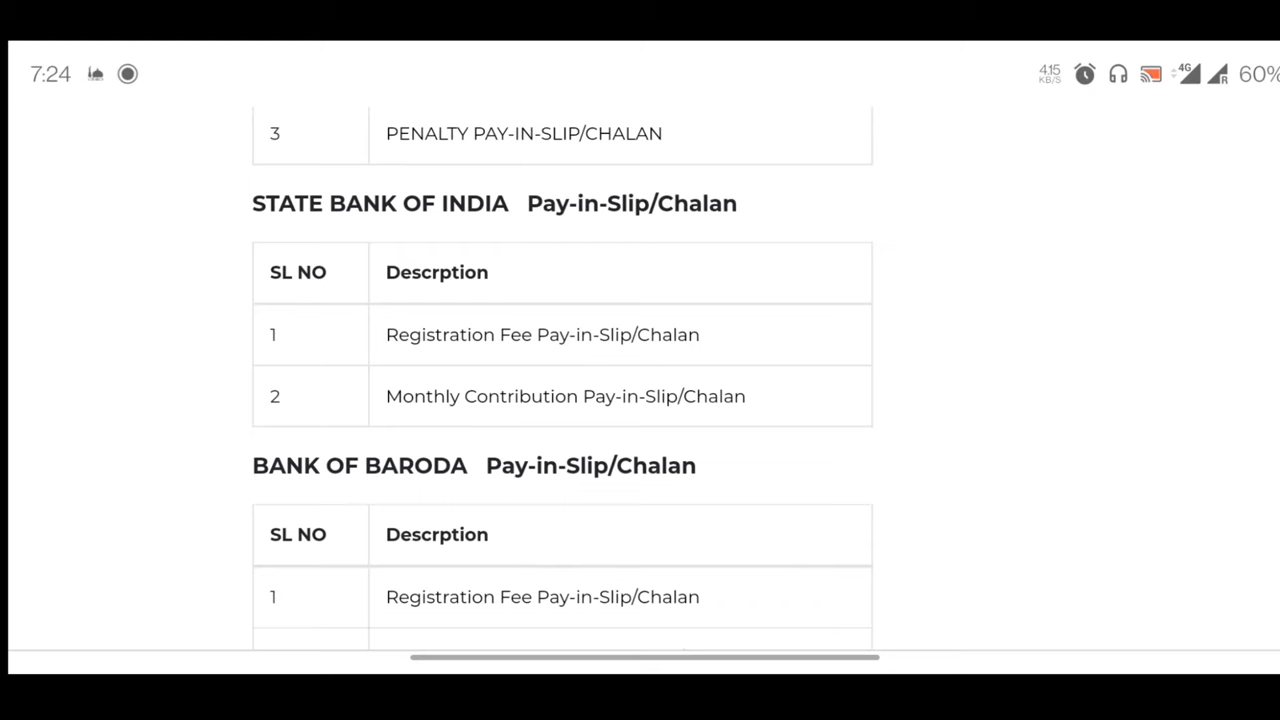 7:24 4.15 KB/S 4G R 60%
3 PENALTY PAY-IN-SLIP/CHALAN
STATE BANK OF INDIA Pay-in-Slip/Chalan
SL NO Descrption
1 Registration Fee Pay-in-Slip/Chalan
2 Monthly Contribution Pay-in-Slip/Chalan
BANK OF BARODA Pay-in-Slip/Chalan
SL NO Descrption
1 Registration Fee Pay-in-Slip/Chalan